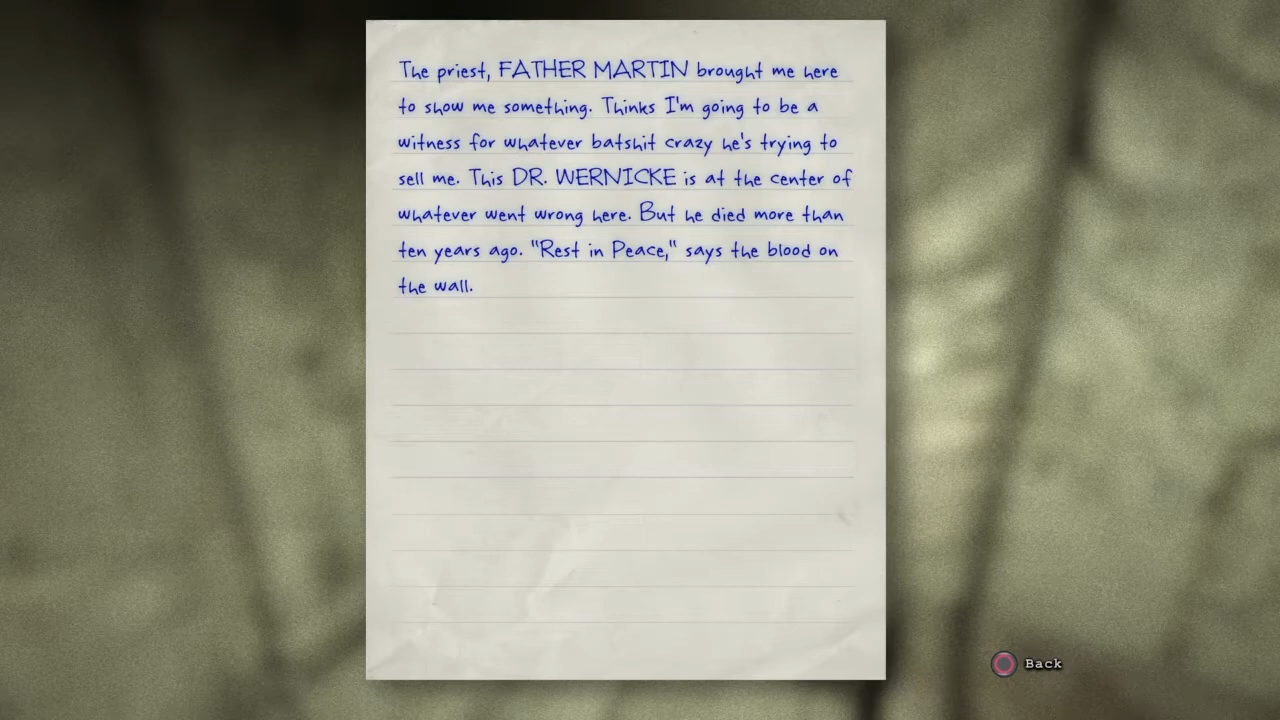 The priest, FATHER MARTIN brought me here
to show me something. Thinks I'm going to be a
witness for whatever batshit crazy he's trying to
sell me. This DR. WERNICKE is at the center of
whatever went wrong here. But he died more than
ten years ago. "Rest in Peace," says the blood on
the wall.
Back